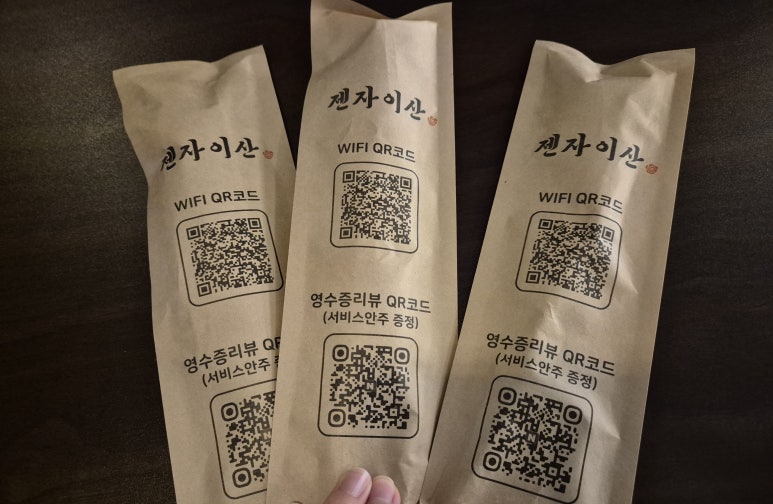 젠자이산
WIFI QR코드
영수증리뷰 QR
(서비스안주
젠자이산
WIFI QR코드
영수증리뷰 QR코드
(서비스안주 증정)
젠자이산
WIFI QR코드
영수증리뷰 QR코드
(서비스안주 증정)